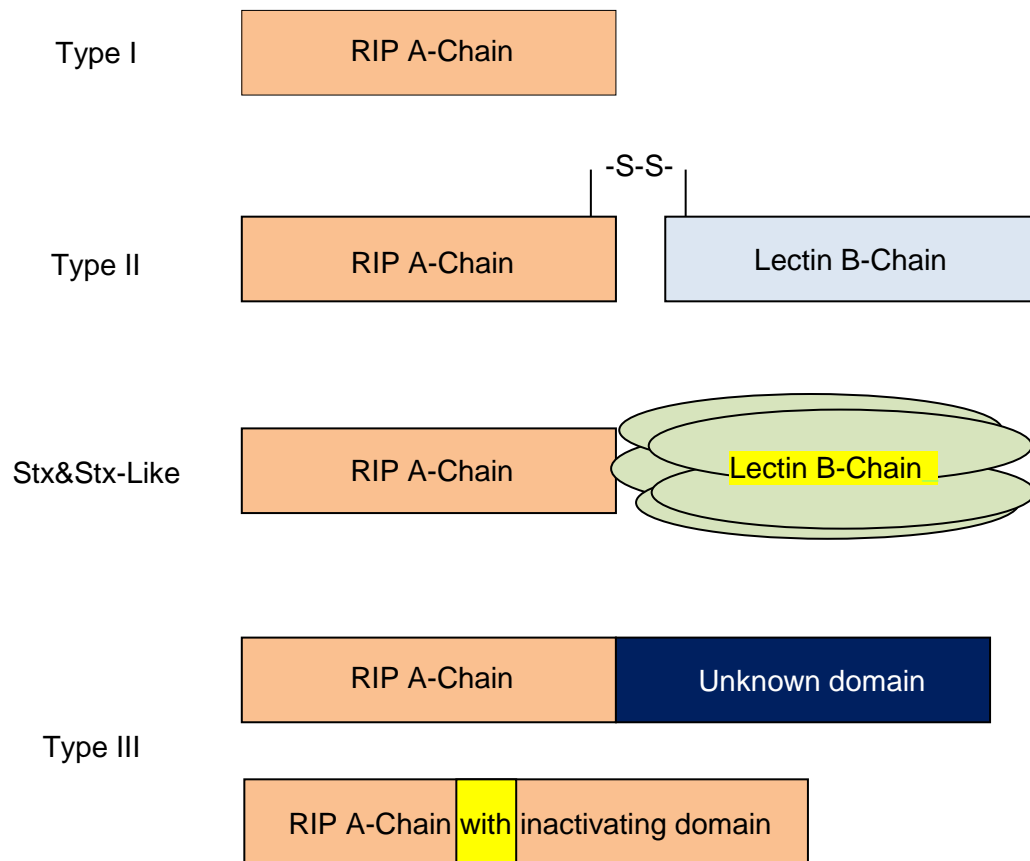 Type I
RIP A-Chain
-S-S-
Type II
RIP A-Chain
Lectin B-Chain
Stx&Stx-Like
RIP A-Chain
Lectin B-Chain
RIP A-Chain
Unknown domain
Type III
RIP A-Chain with inactivating domain